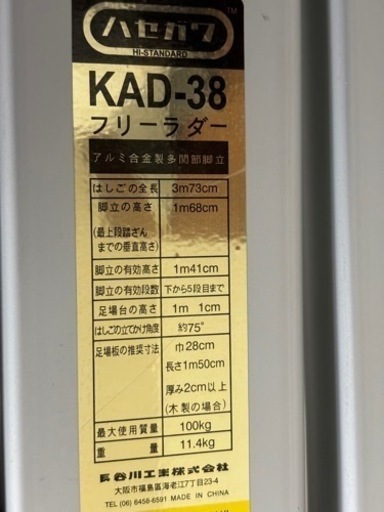 ハセガワ
TM
HI-STANDARD
KAD-38
フリーラダー
アルミ合金製多関節脚立
はしごの全長 3m73cm
脚立の高さ 1m68cm
(最上段踏ざん
までの垂直高さ)
脚立の有効高さ 1m41cm
脚立の有効段数 下から5段目まで
足場台の高さ 1m 1cm
はしごの立てかけ角度 約75°
足場板の推奨寸法 巾28cm
長さ1m50cm
厚み2cm以上
(木製の場合)
最大使用質量 100kg
重量 11.4kg
長谷川工業株式会社
大阪市福島區海老江7丁目23-4
TEL (06) 6458-6591 MADE IN CHINA